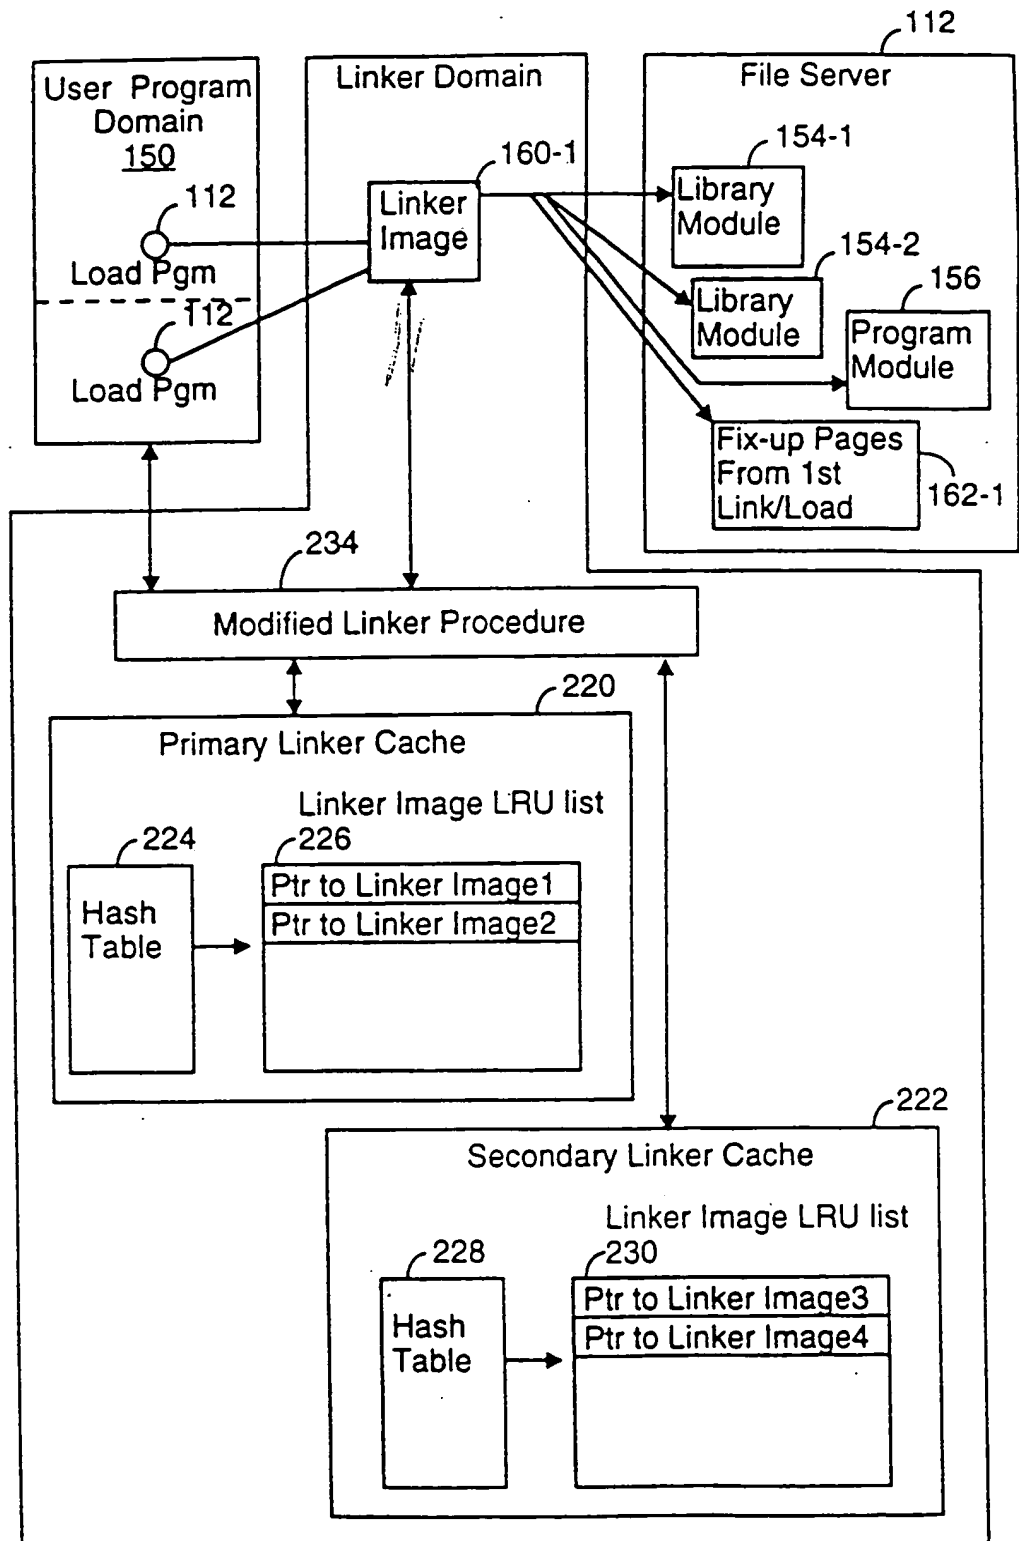 112
User Program
Domain
150
Linker Domain
File Server
160-1
154-1
Linker
Image
Library
Module
112
Load Pgm
154-2
156
Library
Module
Program
Module
112
Load Pgm
Fix-up Pages
From 1st
Link/Load
162-1
234
Modified Linker Procedure
220
Primary Linker Cache
Linker Image LRU list
224
226
Hash
Table
Ptr to Linker Image1
Ptr to Linker Image2
222
Secondary Linker Cache
Linker Image LRU list
228
230
Hash
Table
Ptr to Linker Image3
Ptr to Linker Image4